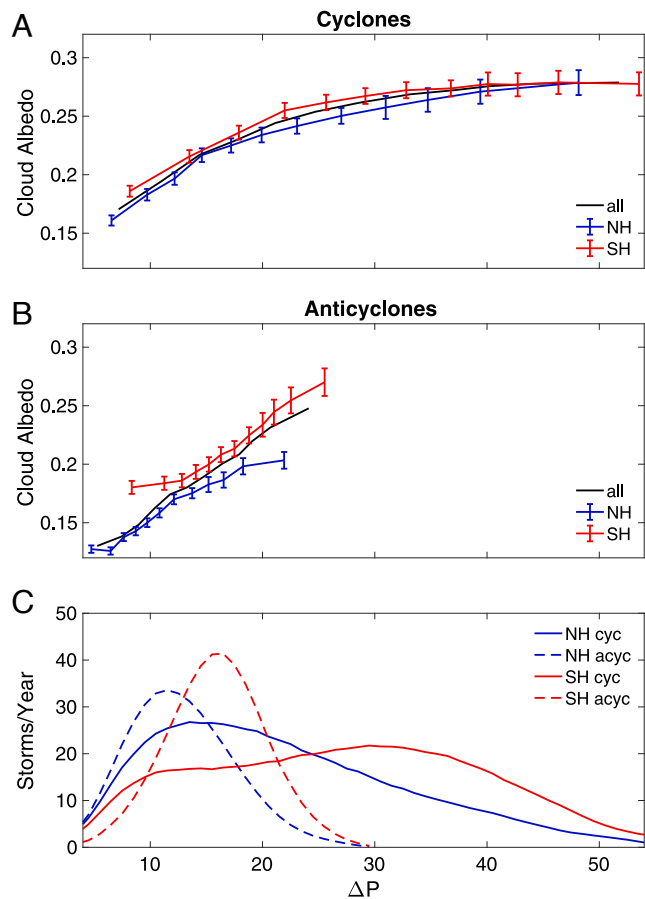 A
Cyclones
0.3
0.25
0.2
0.15
Cloud Albedo
all
NH
SH
B
Anticyclones
0.3
0.25
0.2
0.15
Cloud Albedo
all
NH
SH
C
50
40
30
20
10
0
Storms/Year
NH cyc
NH acyc
SH cyc
SH acyc
10 20 30 40 50
ΔP